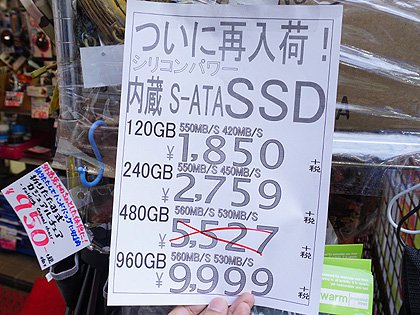 ついに再入荷！
シリコンパワー
内蔵 S-ATA SSD
120GB 550MB/S 420MB/S
¥1,850 +税
240GB 550MB/S 450MB/S
¥2,759 +税
480GB 560MB/S 530MB/S
¥5,527 +税
960GB 560MB/S 530MB/S
¥9,999 +税
¥950
+税
warm